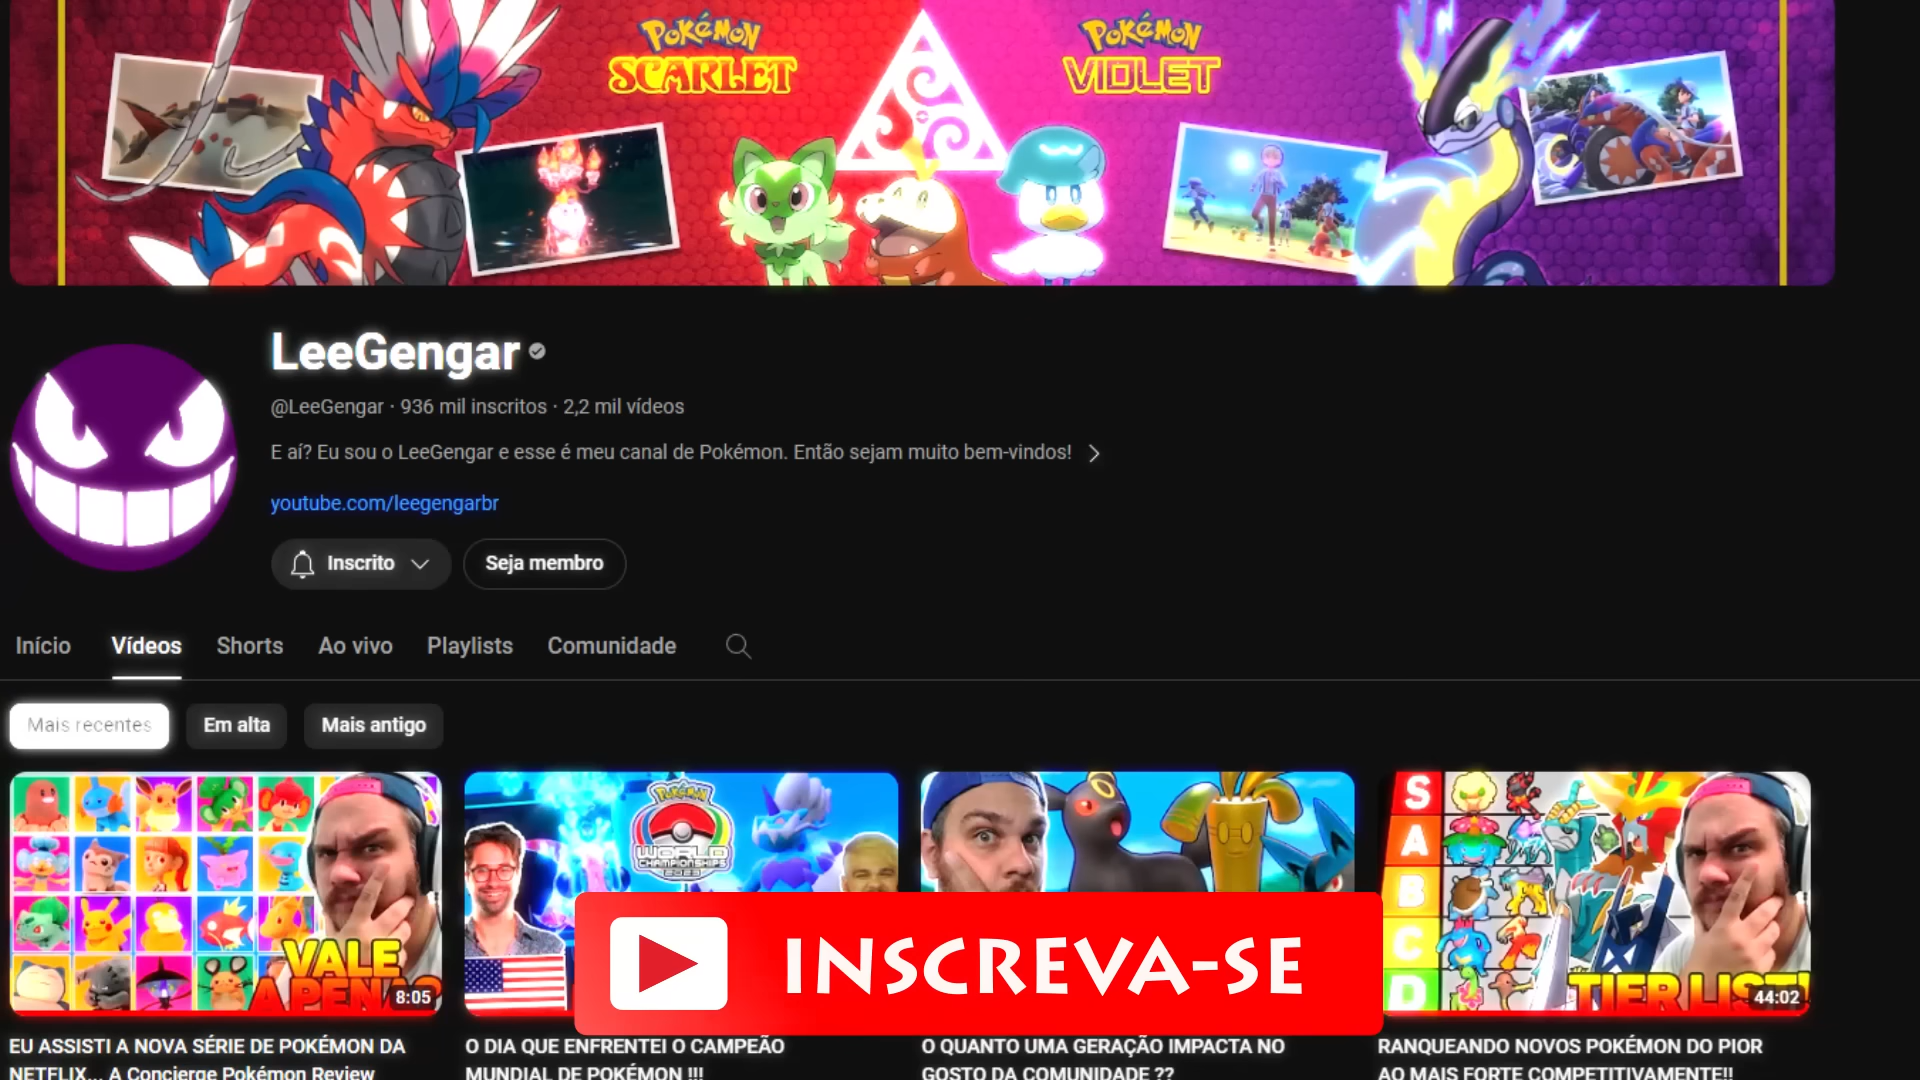 POKÉMON
SCARLET
POKÉMON
VIOLET
LeeGengar
@LeeGengar · 936 mil inscritos · 2,2 mil vídeos
E aí? Eu sou o LeeGengar e esse é meu canal de Pokémon. Então sejam muito bem-vindos!
youtube.com/leegengarbr
Inscrito
Seja membro
Início Vídeos Shorts Ao vivo Playlists Comunidade
Mais recentes Em alta Mais antigo
VALE
A PENA
8:05
POKÉMON
WORLD
CHAMPIONSHIPS
2023
S
A
B
C
D
TIER LIST!
44:02
INSCREVA-SE
EU ASSISTI A NOVA SÉRIE DE POKÉMON DA
NETFLIX... A Concierge Pokémon Review
O DIA QUE ENFRENTEI O CAMPEÃO
MUNDIAL DE POKÉMON !!!
O QUANTO UMA GERAÇÃO IMPACTA NO
GOSTO DA COMUNIDADE ??
RANQUEANDO NOVOS POKÉMON DO PIOR
AO MAIS FORTE COMPETITIVAMENTE!!